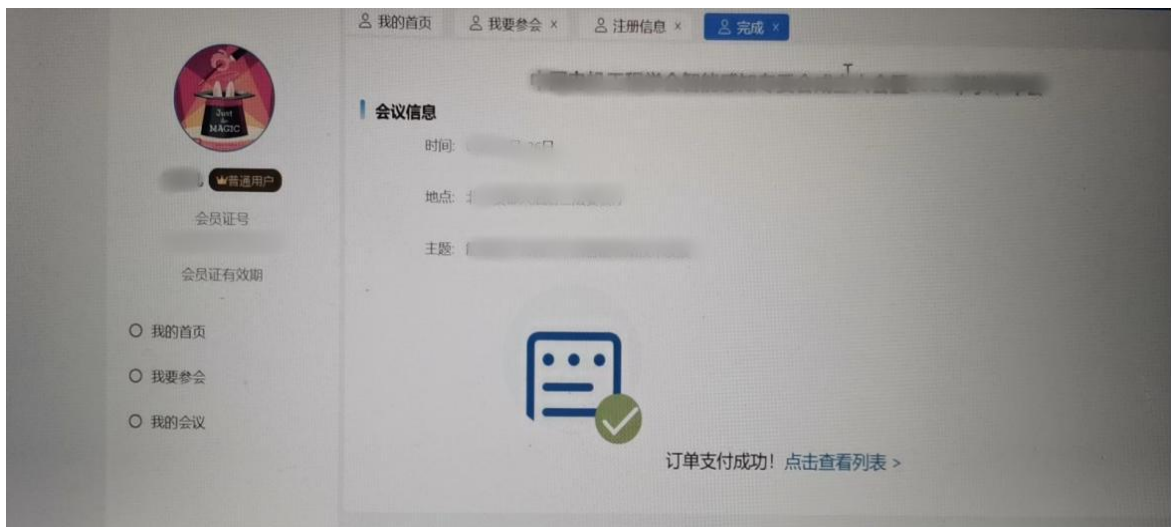 我的首页 我要参会 × 注册信息 × 完成 ×
会议信息
时间:
地点:
主题:
Just
MAGIC
普通用户
会员证号
会员证有效期
我的首页
我要参会
我的会议
订单支付成功！点击查看列表 >